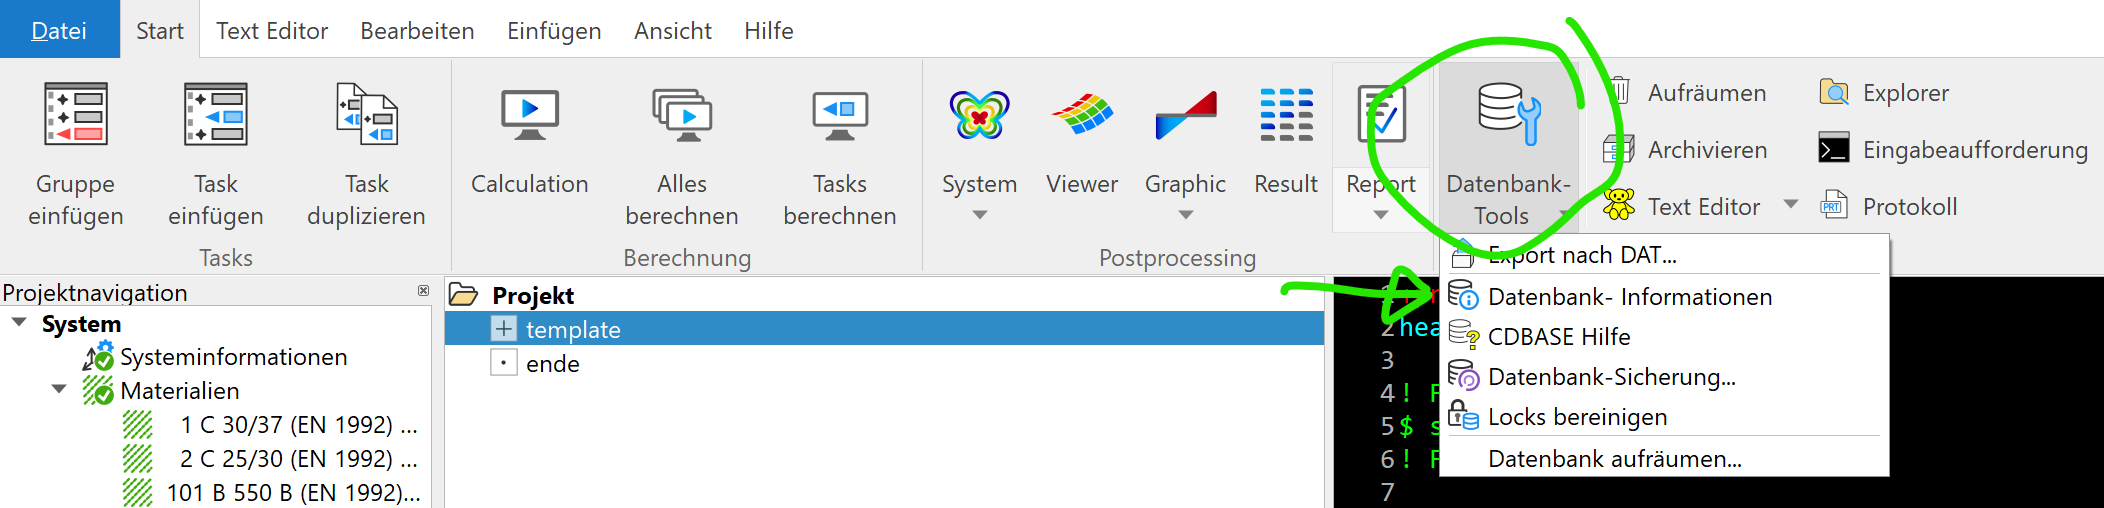 Datei Start Text Editor Bearbeiten Einfügen Ansicht Hilfe
Gruppe einfügen
Task einfügen
Task duplizieren
Tasks
Calculation
Alles berechnen
Tasks berechnen
Berechnung
System
Viewer
Graphic
Result
Report
Postprocessing
Datenbank-
Tools
Aufräumen
Archivieren
Text Editor
Explorer
Eingabeaufforderung
PRT Protokoll
Export nach DAT...
Datenbank- Informationen
CDBASE Hilfe
Datenbank-Sicherung...
Locks bereinigen
Datenbank aufräumen...
Projektnavigation
System
Systeminformationen
Materialien
1 C 30/37 (EN 1992) ...
2 C 25/30 (EN 1992) ...
101 B 550 B (EN 1992)...
Projekt
template
ende
2 hea
3
4 !
5 $ s
6 !
7